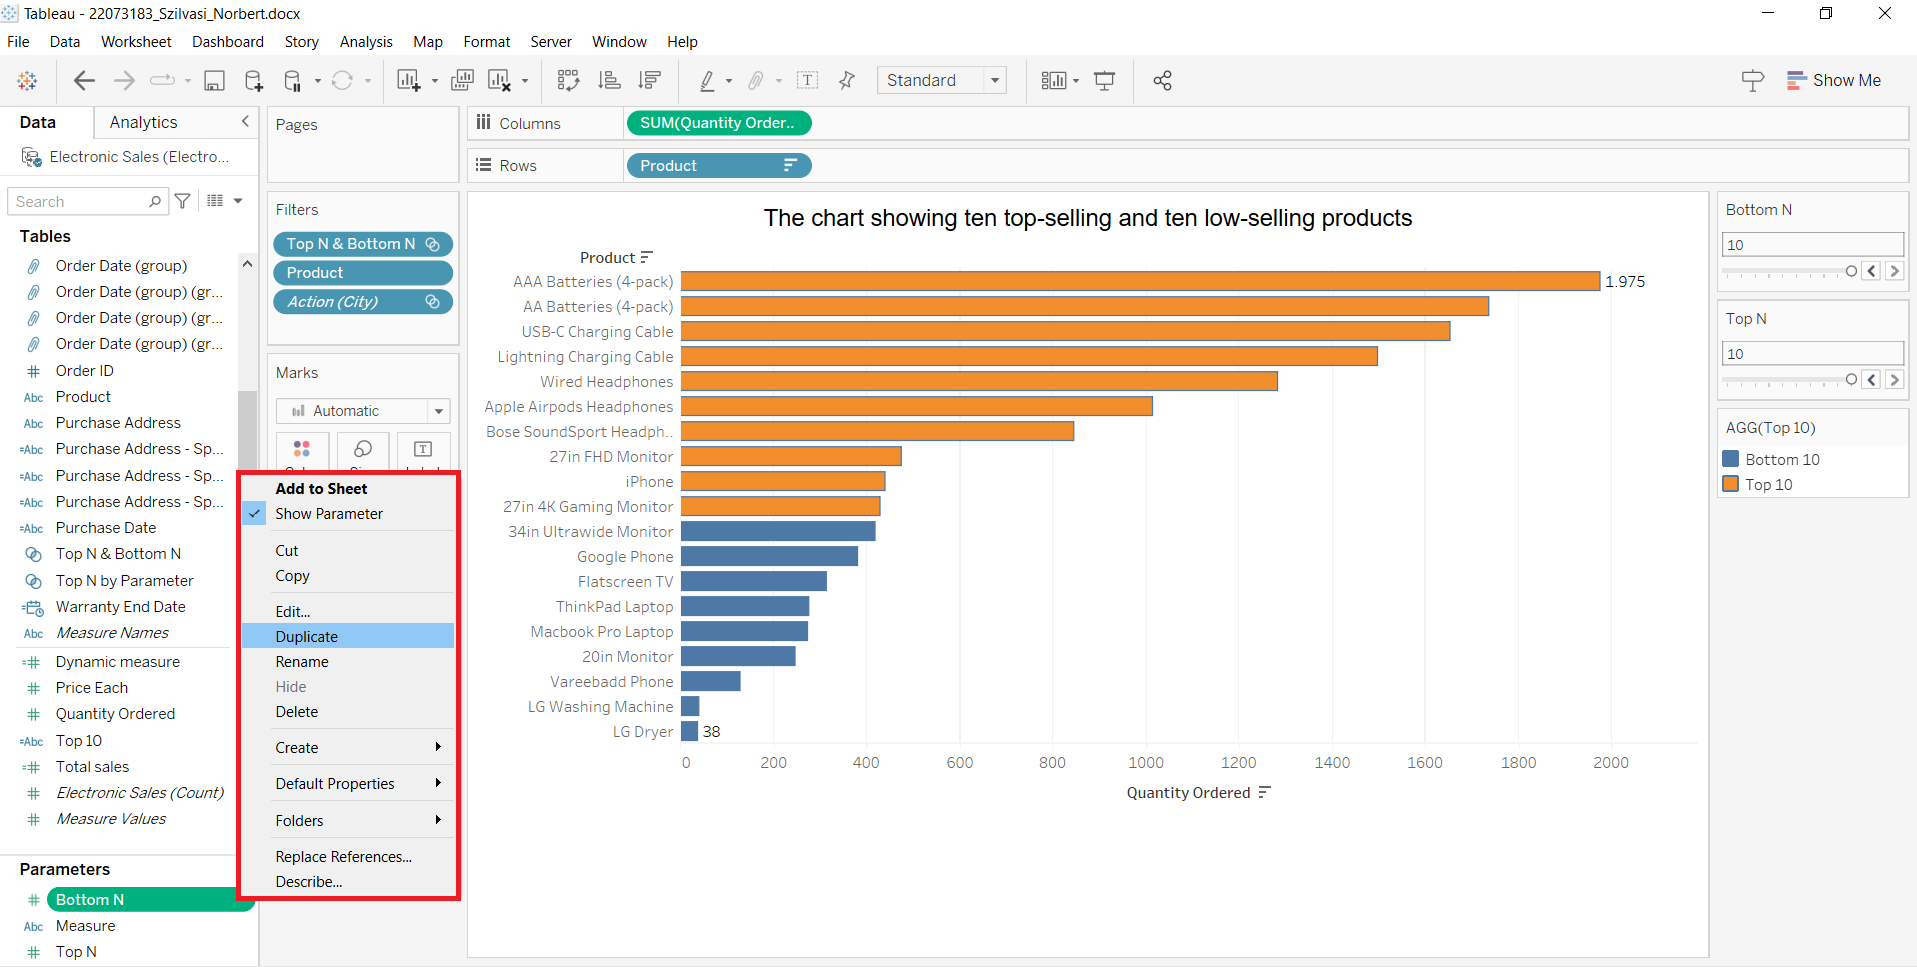 Tableau - 22073183_Szilvasi_Norbert.docx
File Data Worksheet Dashboard Story Analysis Map Format Server Window Help
Standard
Show Me
Data Analytics
Electronic Sales (Electro...
Search
Tables
Order Date (group)
Order Date (group) (gr...
Order Date (group) (gr...
Order Date (group) (gr...
Order ID
Abc Product
Abc Purchase Address
=Abc Purchase Address - Sp...
=Abc Purchase Address - Sp...
=Abc Purchase Address - Sp...
=Abc Purchase Date
Top N & Bottom N
Top N by Parameter
Warranty End Date
Abc Measure Names
Dynamic measure
Price Each
Quantity Ordered
=Abc Top 10
Total sales
Electronic Sales (Count)
Measure Values
Parameters
Bottom N
Abc Measure
Top N
Pages
Filters
Top N & Bottom N
Product
Action (City)
Marks
Automatic
Add to Sheet
Show Parameter
Cut
Copy
Edit...
Duplicate
Rename
Hide
Delete
Create
Default Properties
Folders
Replace References...
Describe...
Columns SUM(Quantity Order..
Rows Product
The chart showing ten top-selling and ten low-selling products
Product
AAA Batteries (4-pack) 1.975
AA Batteries (4-pack)
USB-C Charging Cable
Lightning Charging Cable
Wired Headphones
Apple Airpods Headphones
Bose SoundSport Headph..
27in FHD Monitor
iPhone
27in 4K Gaming Monitor
34in Ultrawide Monitor
Google Phone
Flatscreen TV
ThinkPad Laptop
Macbook Pro Laptop
20in Monitor
Vareebadd Phone
LG Washing Machine
LG Dryer 38
0 200 400 600 800 1000 1200 1400 1600 1800 2000
Quantity Ordered
Bottom N
10
Top N
10
AGG(Top 10)
Bottom 10
Top 10